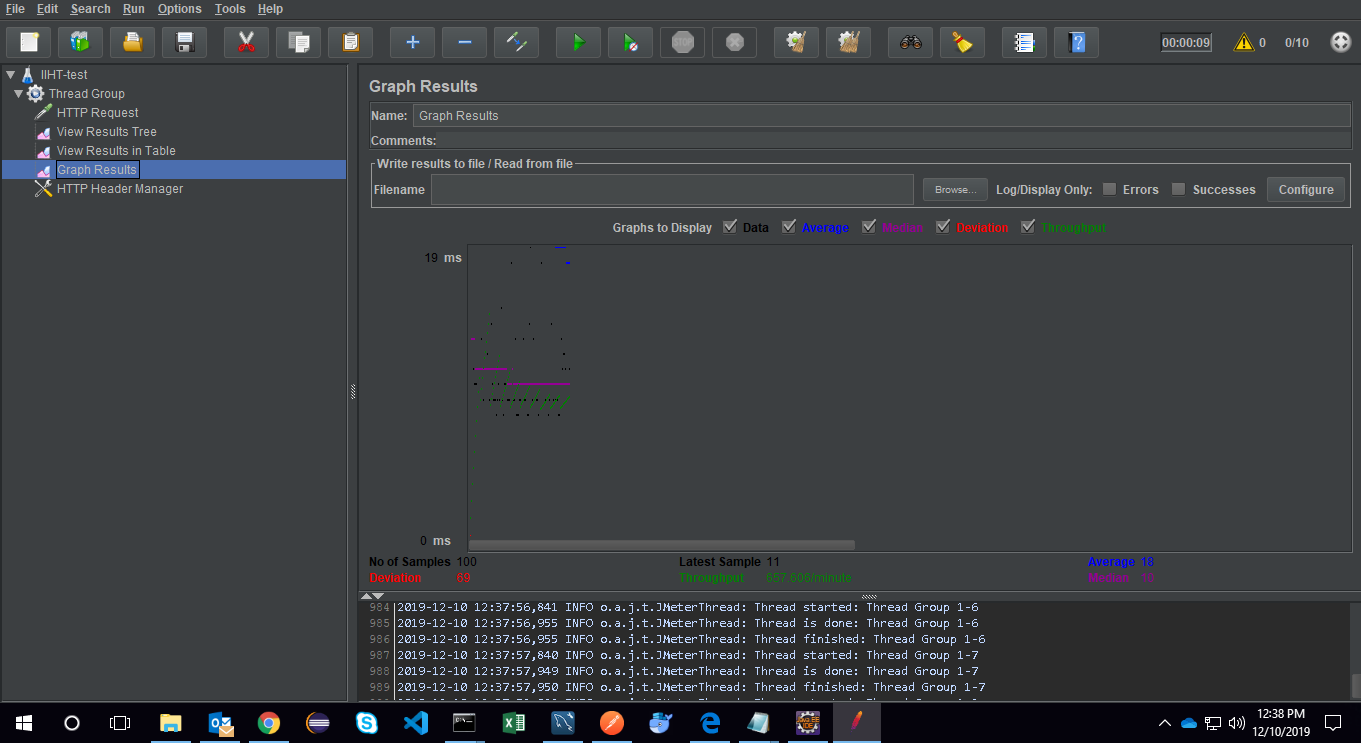 File Edit Search Run Options Tools Help
00:00:09 0 0/10
IIHT-test
Thread Group
HTTP Request
View Results Tree
View Results in Table
Graph Results
HTTP Header Manager
Graph Results
Name: Graph Results
Comments:
Write results to file / Read from file
Filename Browse... Log/Display Only: Errors Successes Configure
Graphs to Display Data Average Median Deviation Throughput
19 ms
0 ms
No of Samples 100 Latest Sample 11 Average 18
Deviation 69 Throughput 657.606/minute Median 10
984 2019-12-10 12:37:56,841 INFO o.a.j.t.JMeterThread: Thread started: Thread Group 1-6
985 2019-12-10 12:37:56,955 INFO o.a.j.t.JMeterThread: Thread is done: Thread Group 1-6
986 2019-12-10 12:37:56,955 INFO o.a.j.t.JMeterThread: Thread finished: Thread Group 1-6
987 2019-12-10 12:37:57,840 INFO o.a.j.t.JMeterThread: Thread started: Thread Group 1-7
988 2019-12-10 12:37:57,949 INFO o.a.j.t.JMeterThread: Thread is done: Thread Group 1-7
989 2019-12-10 12:37:57,950 INFO o.a.j.t.JMeterThread: Thread finished: Thread Group 1-7
12:38 PM
12/10/2019